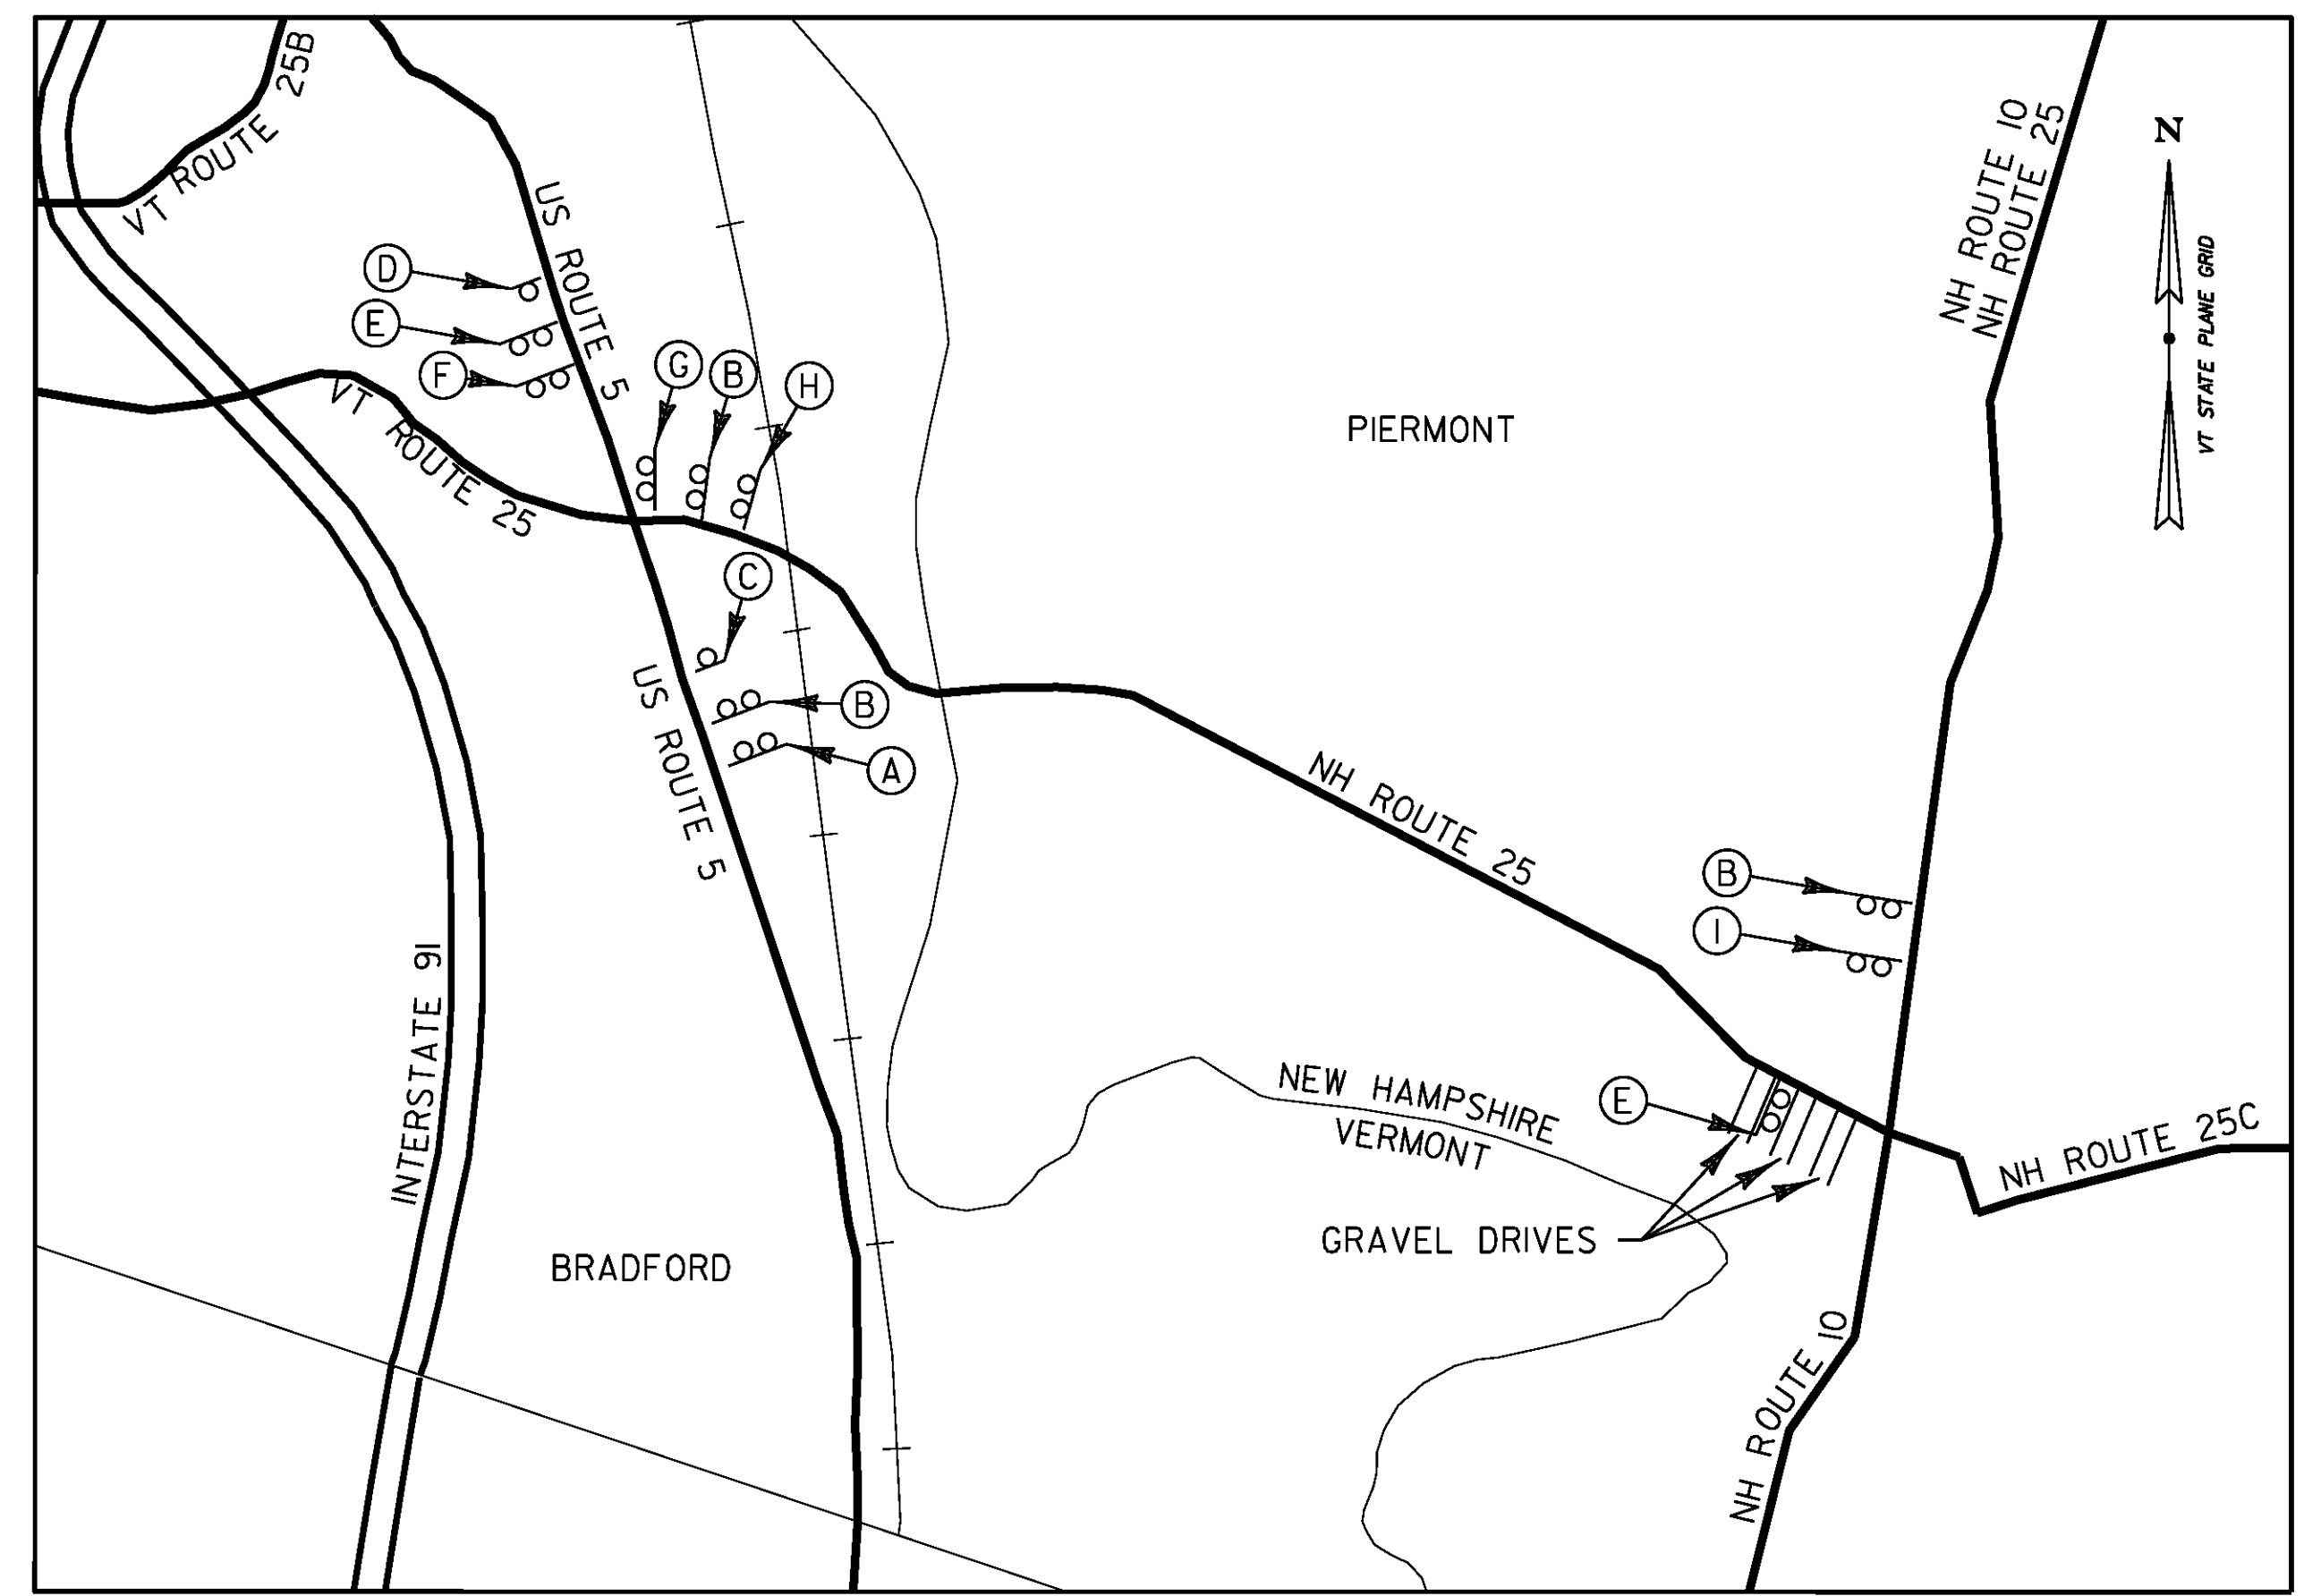 VT ROUTE 25B
US ROUTE 5
NH ROUTE 10
NH ROUTE 25
N
VT STATE PLANE GRID
D
E
F
G
B
H
VT ROUTE 25
PIERMONT
C
B
A
US ROUTE 5
NH ROUTE 25
B
I
INTERSTATE 91
NEW HAMPSHIRE
VERMONT
E
NH ROUTE 25C
GRAVEL DRIVES
BRADFORD
NH ROUTE 10